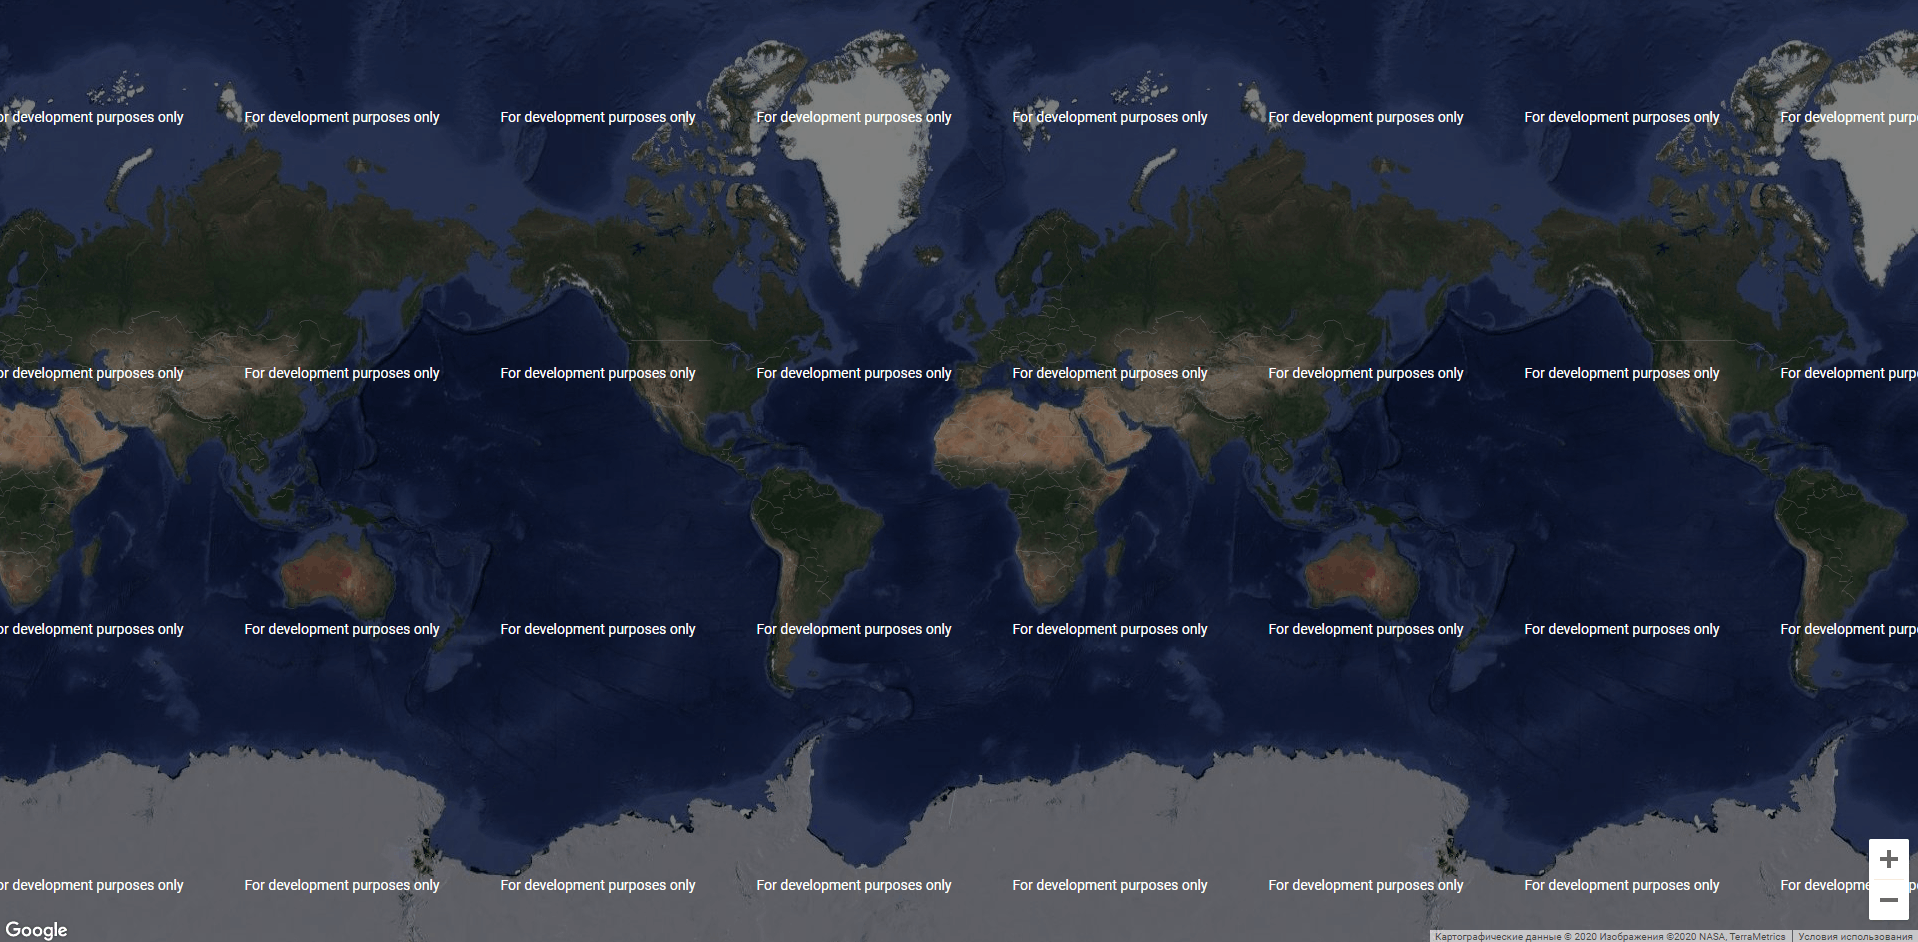 or development purposes only For development purposes only For development purposes only For development purposes only For development purposes only For development purposes only For development purposes only For development purp
or development purposes only For development purposes only For development purposes only For development purposes only For development purposes only For development purposes only For development purposes only For development purp
or development purposes only For development purposes only For development purposes only For development purposes only For development purposes only For development purposes only For development purposes only For development purp
or development purposes only For development purposes only For development purposes only For development purposes only For development purposes only For development purposes only For development purposes only For developme
Google
Картографические данные © 2020 Изображения ©2020 NASA, TerraMetrics Условия использования